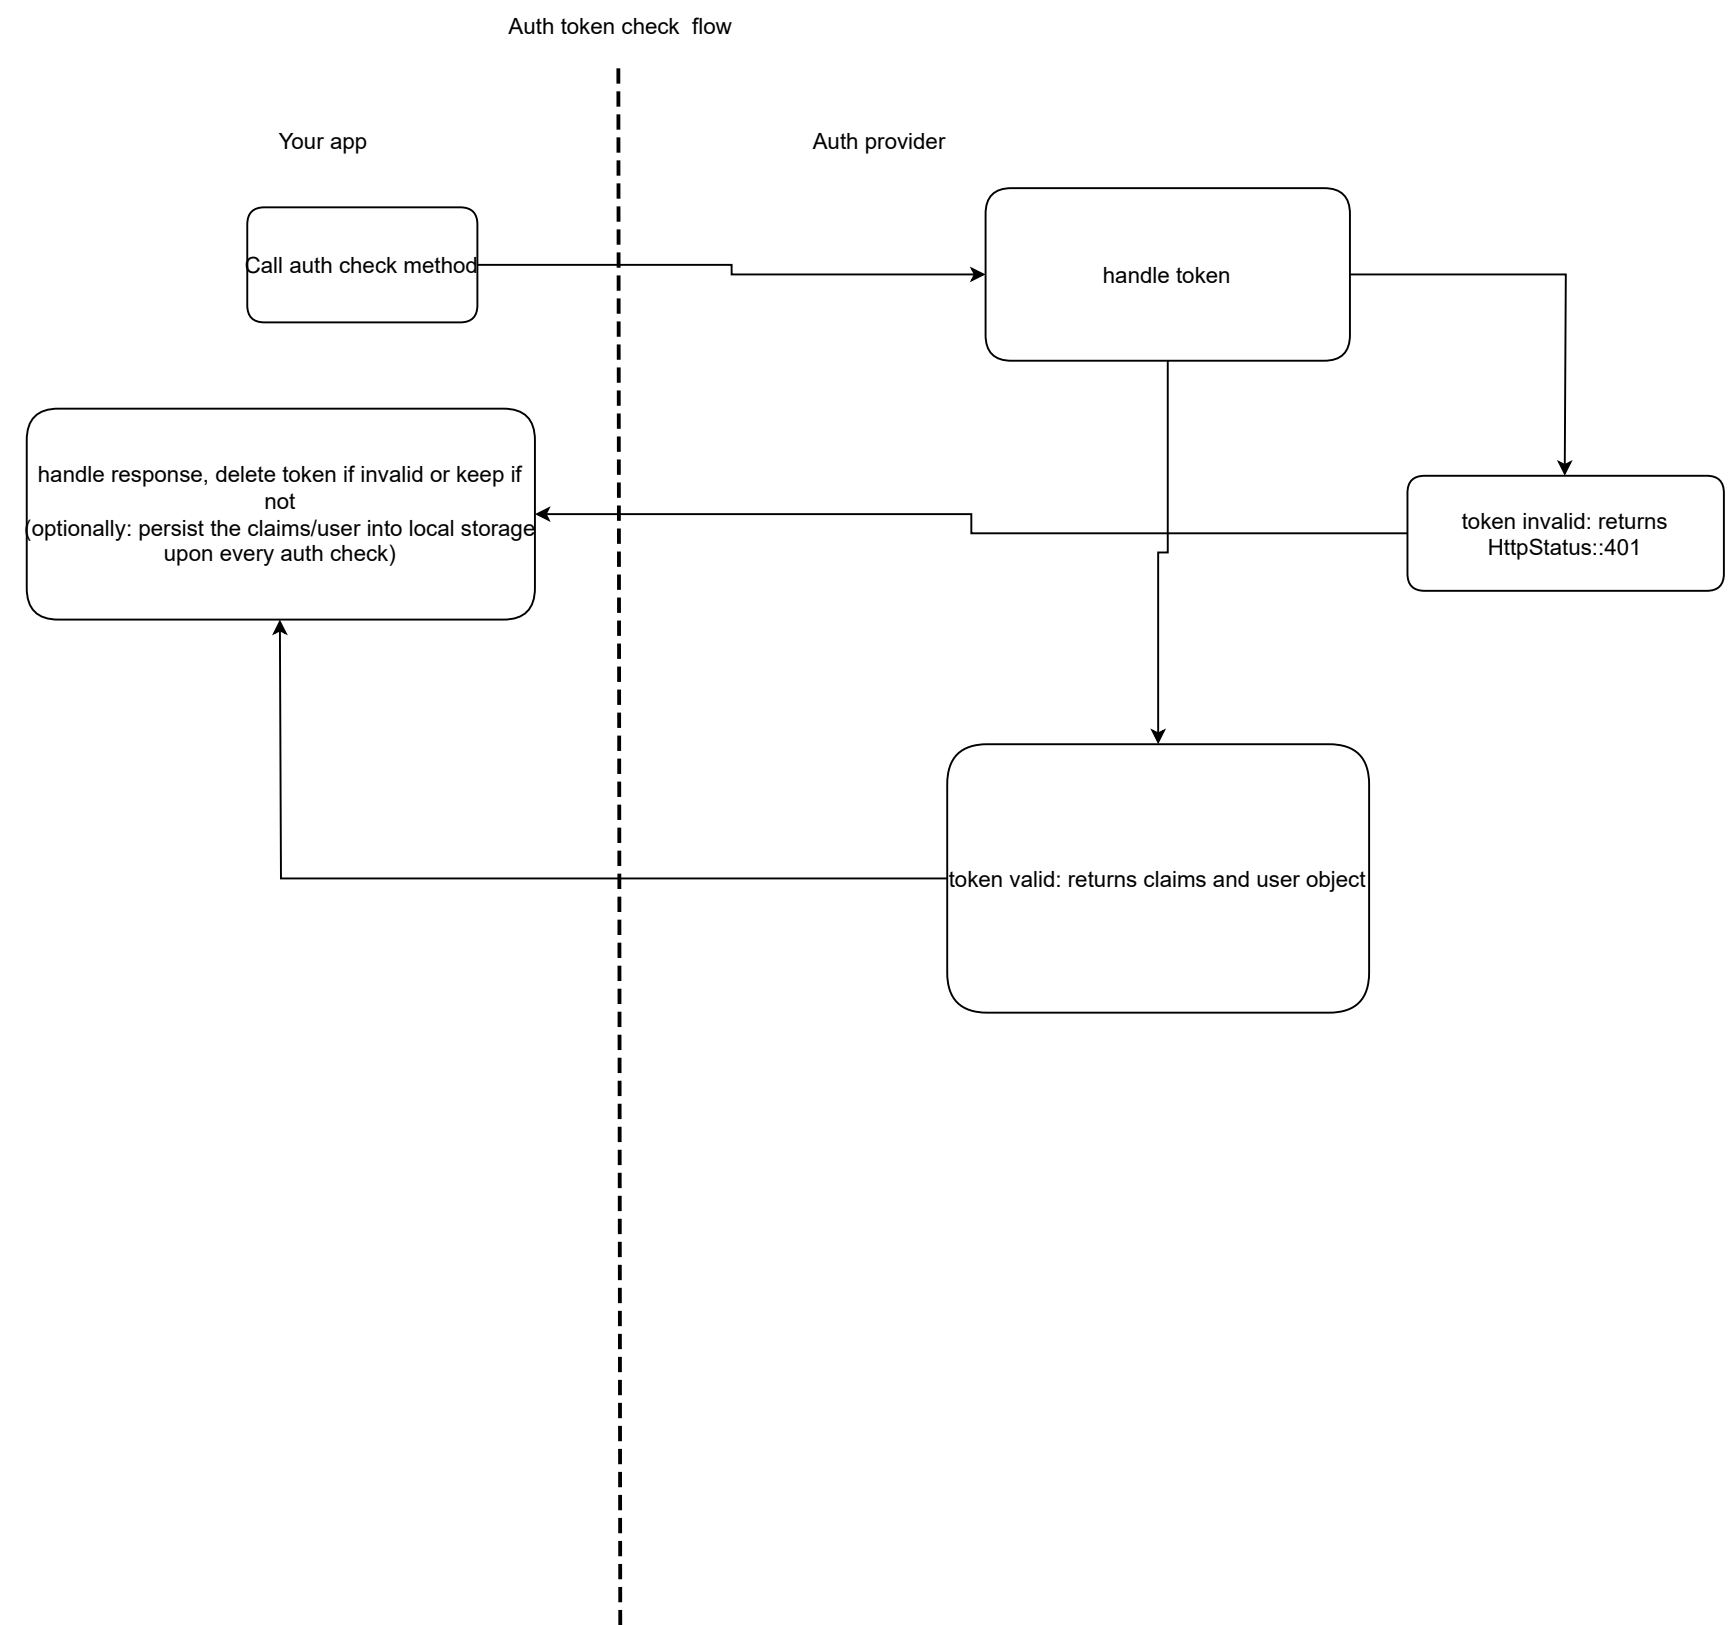 Auth token check  flow
Your app
Auth provider
Call auth check method
handle token
handle response, delete token if invalid or keep if
not
(optionally: persist the claims/user into local storage
upon every auth check)
token invalid: returns
HttpStatus::401
token valid: returns claims and user object